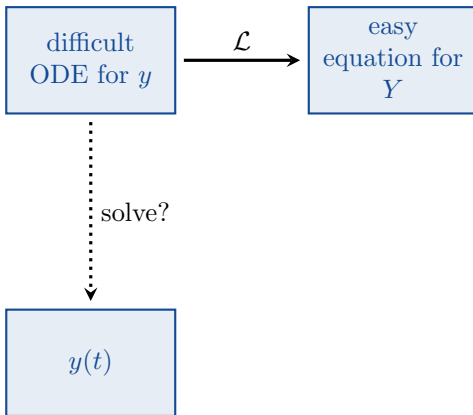 difficult
ODE for y
ℒ
easy
equation for
Y
solve?
y(t)